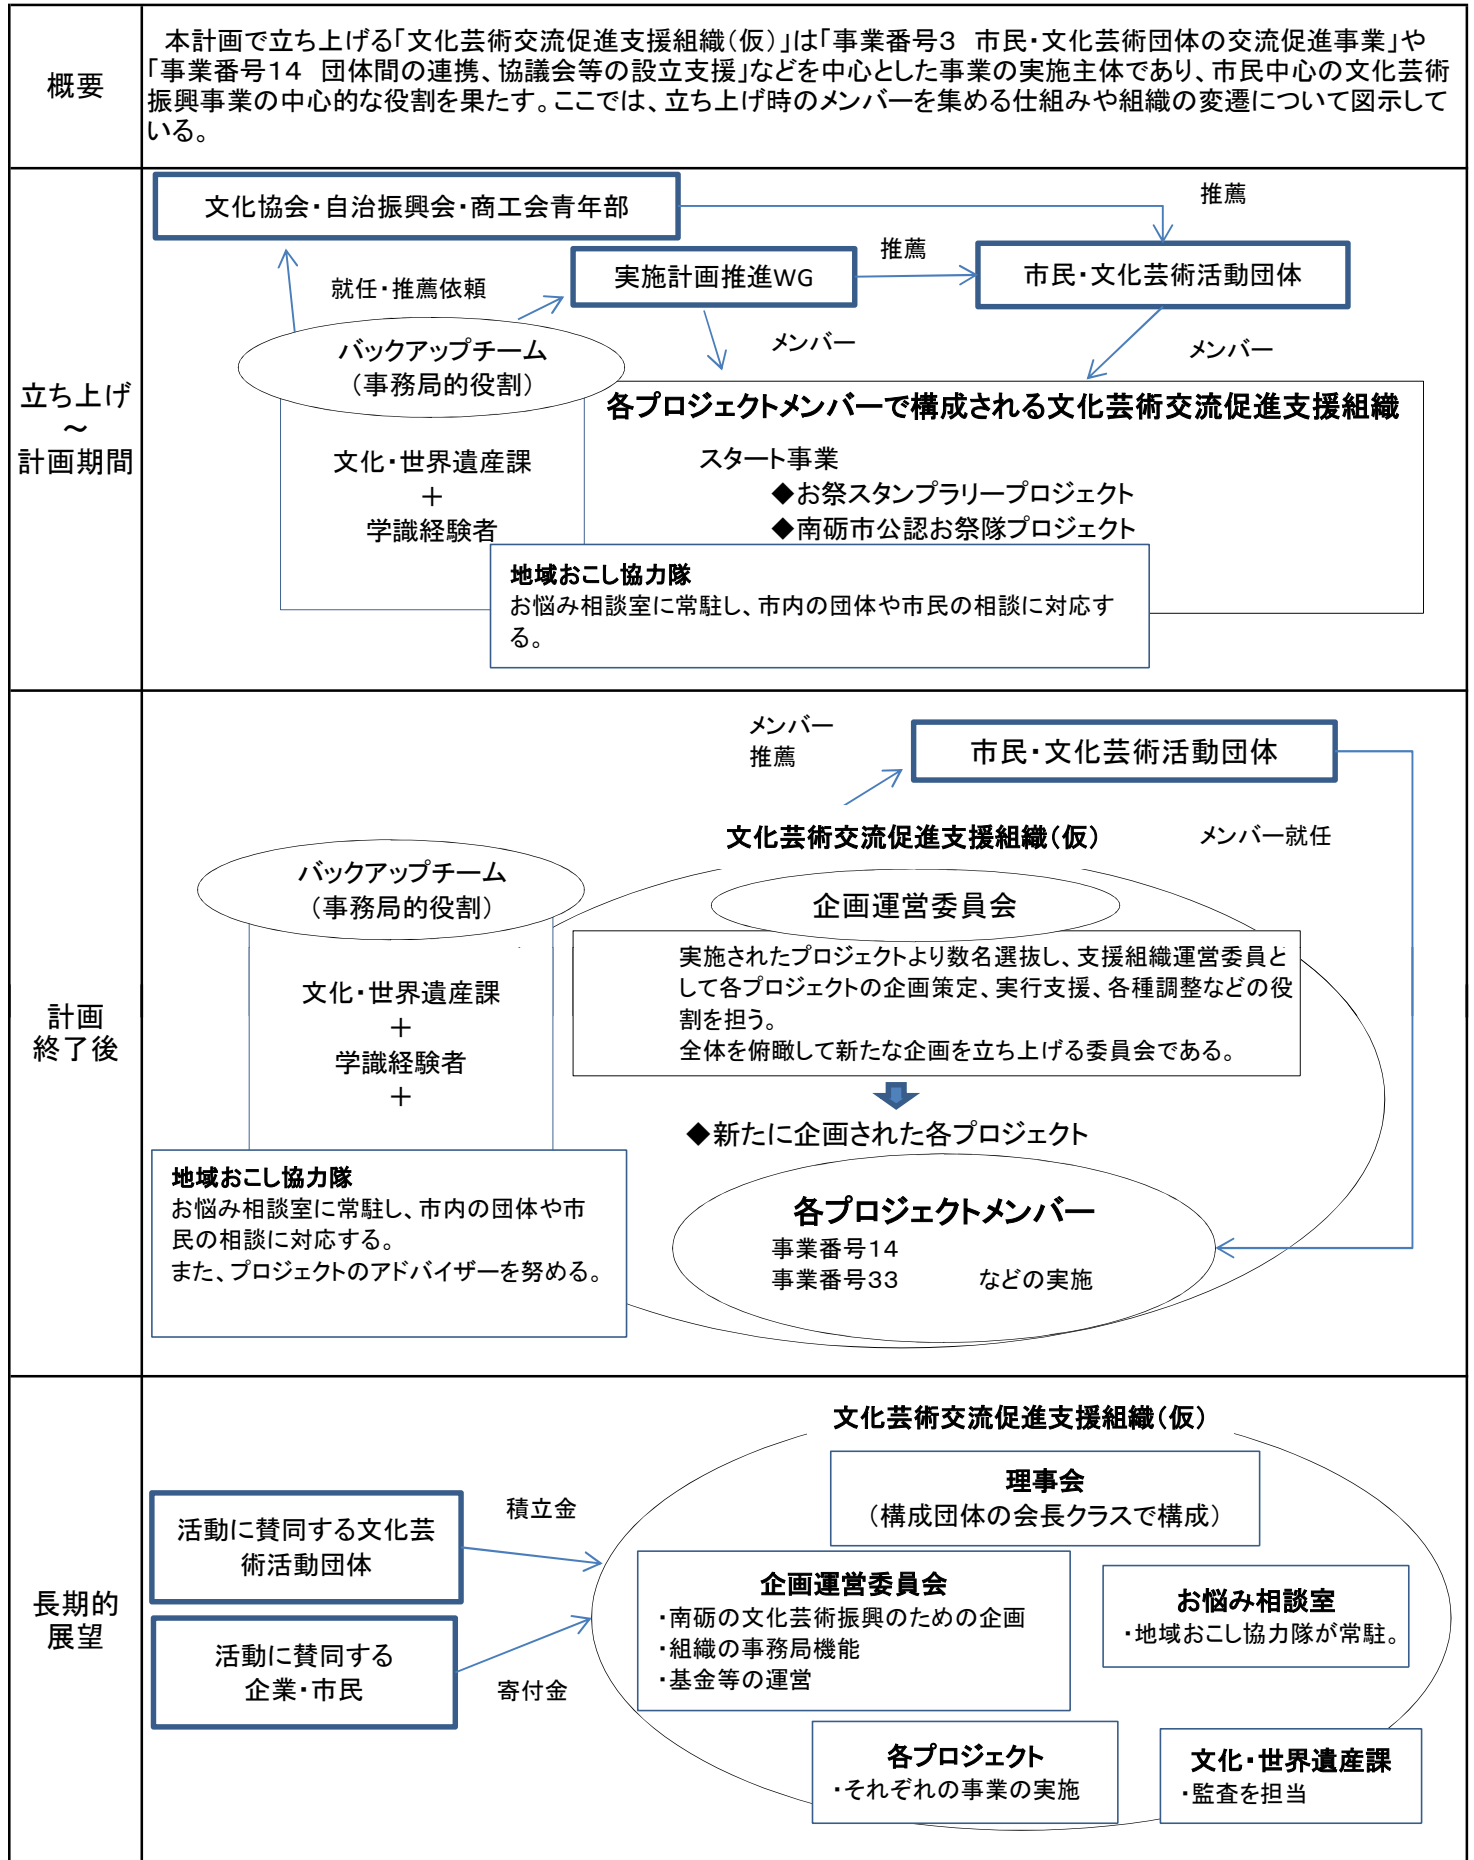 概要
本計画で立ち上げる「文化芸術交流促進支援組織（仮）」は「事業番号3　市民・文化芸術団体の交流促進事業」や
「事業番号14　団体間の連携、協議会等の設立支援」などを中心とした事業の実施主体であり、市民中心の文化芸術
振興事業の中心的な役割を果たす。ここでは、立ち上げ時のメンバーを集める仕組みや組織の変遷について図示して
いる。
立ち上げ
～
計画期間
文化協会・自治振興会・商工会青年部
推薦
就任・推薦依頼
実施計画推進WG
推薦
市民・文化芸術活動団体
メンバー
メンバー
バックアップチーム
（事務局的役割）
文化・世界遺産課
＋
学識経験者
各プロジェクトメンバーで構成される文化芸術交流促進支援組織
スタート事業
◆お祭スタンプラリープロジェクト
◆南砺市公認お祭隊プロジェクト
地域おこし協力隊
お悩み相談室に常駐し、市内の団体や市民の相談に対応す
る。
計画
終了後
メンバー
推薦
市民・文化芸術活動団体
文化芸術交流促進支援組織（仮）
メンバー就任
バックアップチーム
（事務局的役割）
文化・世界遺産課
＋
学識経験者
＋
企画運営委員会
実施されたプロジェクトより数名選抜し、支援組織運営委員と
して各プロジェクトの企画策定、実行支援、各種調整などの役
割を担う。
全体を俯瞰して新たな企画を立ち上げる委員会である。
◆新たに企画された各プロジェクト
地域おこし協力隊
お悩み相談室に常駐し、市内の団体や市
民の相談に対応する。
また、プロジェクトのアドバイザーを努める。
各プロジェクトメンバー
事業番号14
事業番号33　　などの実施
長期的
展望
文化芸術交流促進支援組織（仮）
理事会
（構成団体の会長クラスで構成）
活動に賛同する文化芸
術活動団体
積立金
活動に賛同する
企業・市民
寄付金
企画運営委員会
・南砺の文化芸術振興のための企画
・組織の事務局機能
・基金等の運営
お悩み相談室
・地域おこし協力隊が常駐。
各プロジェクト
・それぞれの事業の実施
文化・世界遺産課
・監査を担当